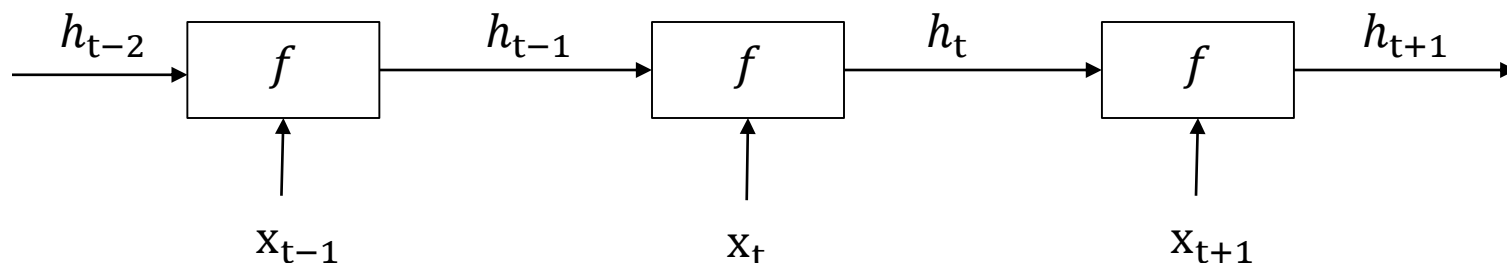 h_{t−2} f h_{t−1} f h_t f h_{t+1}
x_{t−1} x_t x_{t+1}